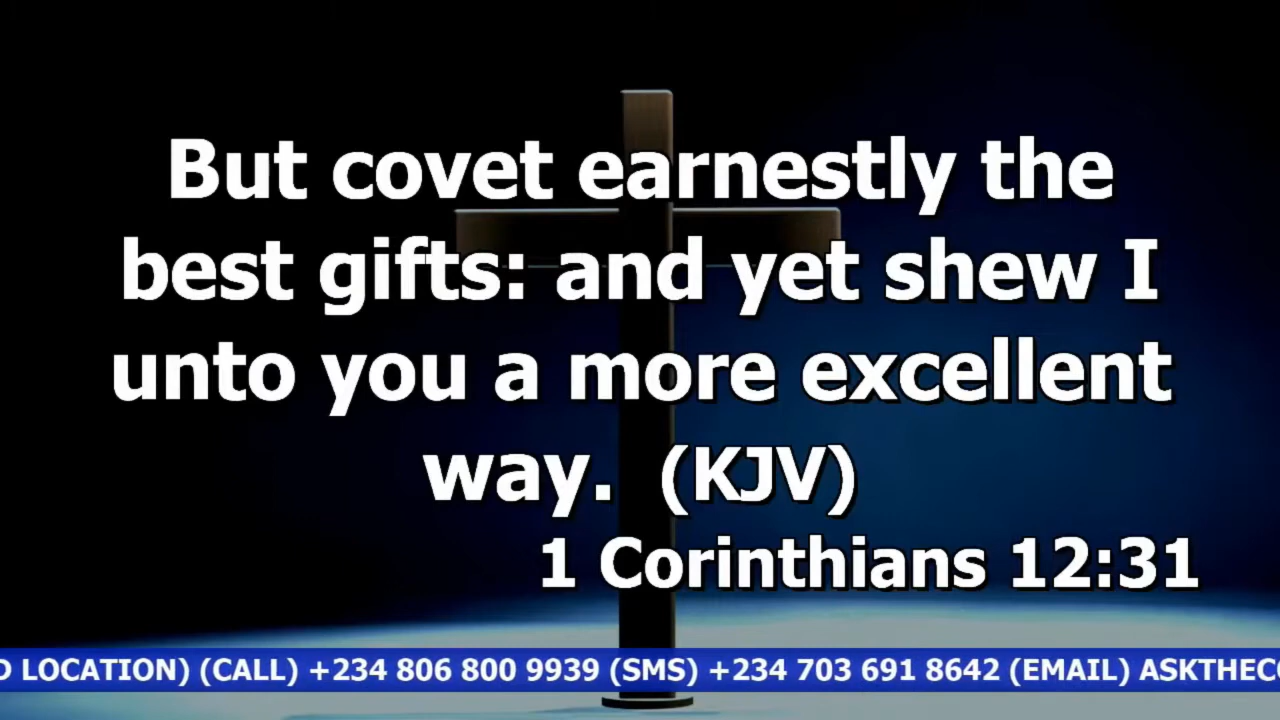 But covet earnestly the
best gifts: and yet shew I
unto you a more excellent
way. (KJV)
1 Corinthians 12:31
LOCATION) (CALL) +234 806 800 9939 (SMS) +234 703 691 8642 (EMAIL)